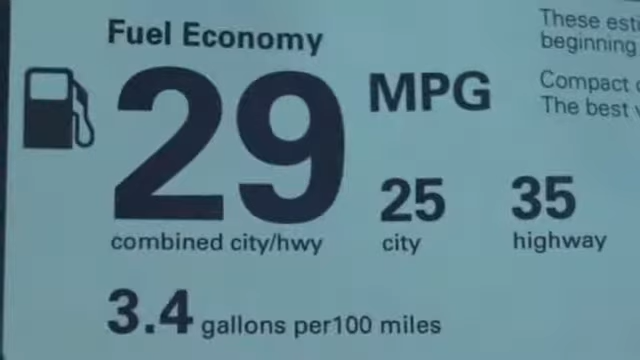 Fuel Economy
29 MPG
combined city/hwy
25
city
35
highway
3.4 gallons per100 miles
These
beginning
Compact
The best